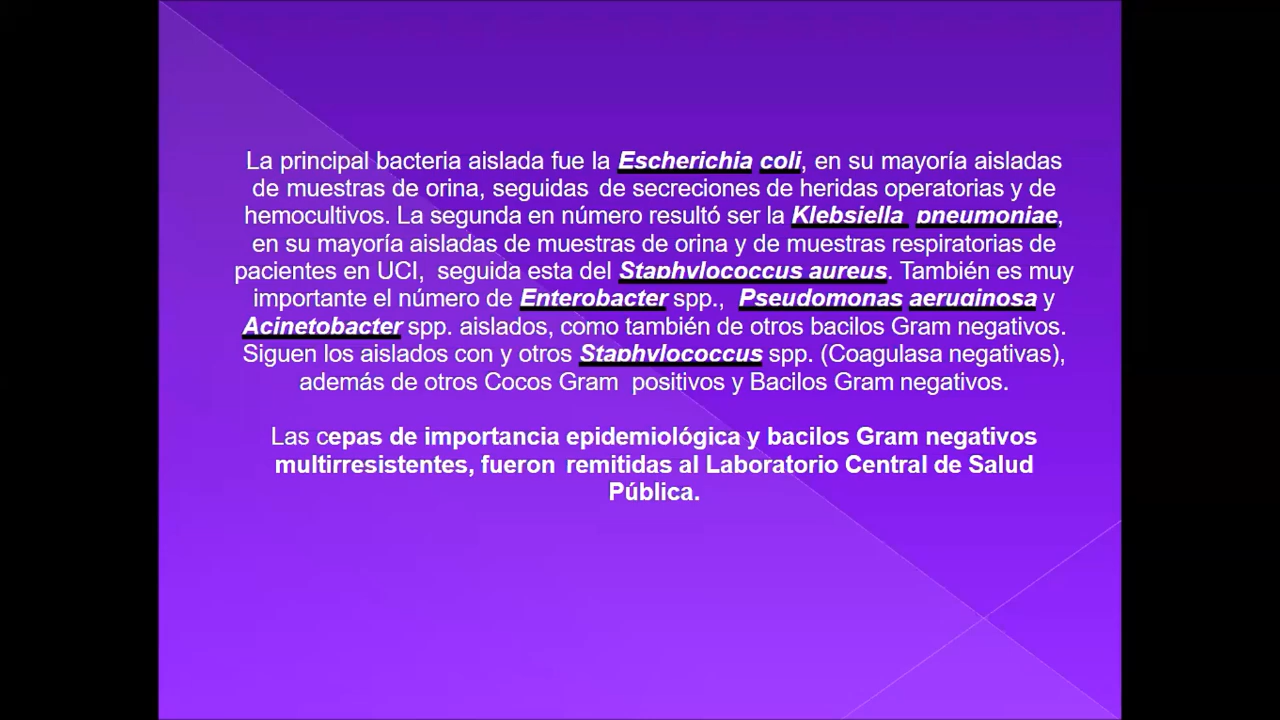 La principal bacteria aislada fue la Escherichia coli, en su mayoría aisladas
de muestras de orina, seguidas de secreciones de heridas operatorias y de
hemocultivos. La segunda en número resultó ser la Klebsiella pneumoniae,
en su mayoría aisladas de muestras de orina y de muestras respiratorias de
pacientes en UCI, seguida esta del Staphylococcus aureus. También es muy
importante el número de Enterobacter spp., Pseudomonas aeruginosa y
Acinetobacter spp. aislados, como también de otros bacilos Gram negativos.
Siguen los aislados con y otros Staphylococcus spp. (Coagulasa negativas),
además de otros Cocos Gram positivos y Bacilos Gram negativos.
Las cepas de importancia epidemiológica y bacilos Gram negativos
multirresistentes, fueron remitidas al Laboratorio Central de Salud
Pública.